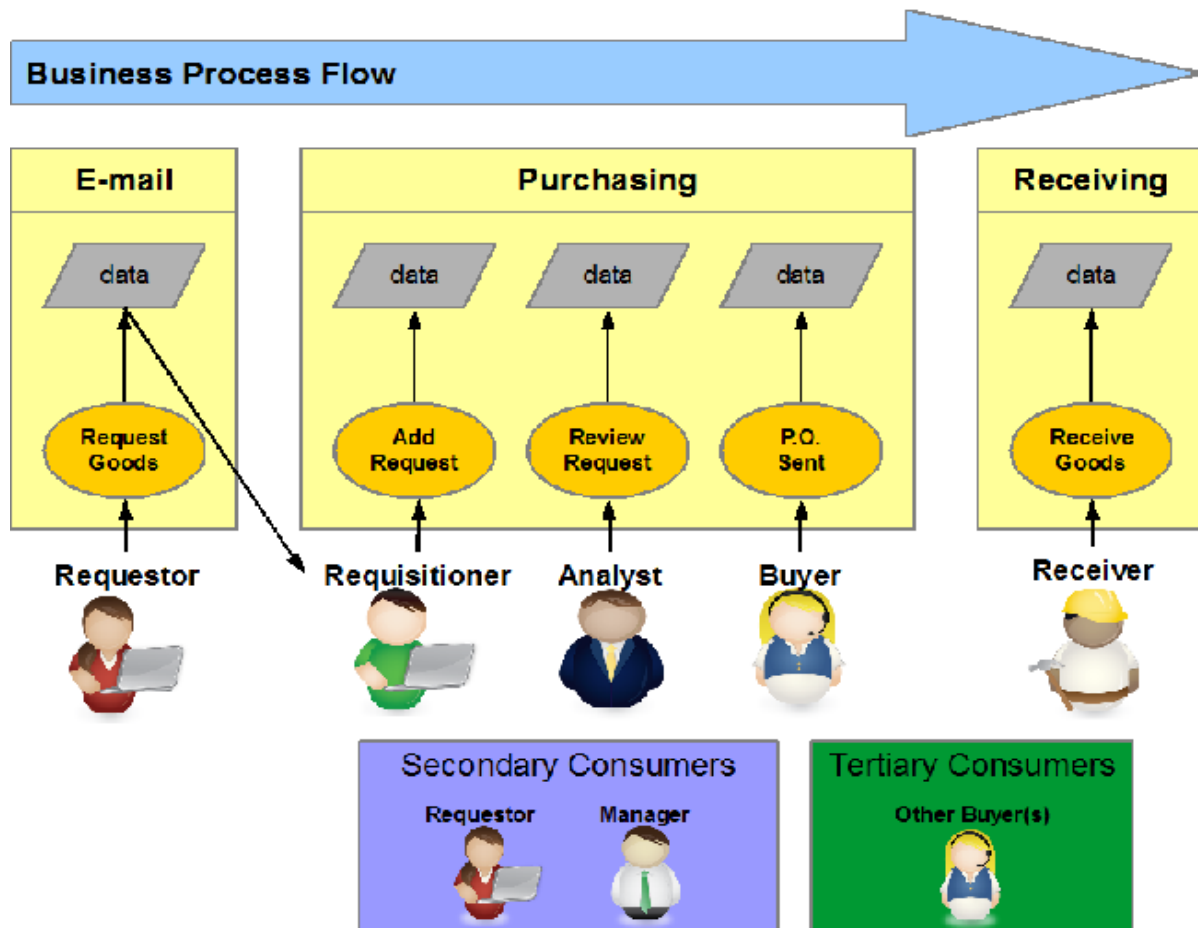 Business Process Flow
E-mail
Purchasing
Receiving
data
data
data
data
data
Request
Goods
Add
Request
Review
Request
P.O.
Sent
Receive
Goods
Requestor
Requisitioner
Analyst
Buyer
Receiver
Secondary Consumers
Requestor
Manager
Tertiary Consumers
Other Buyer(s)